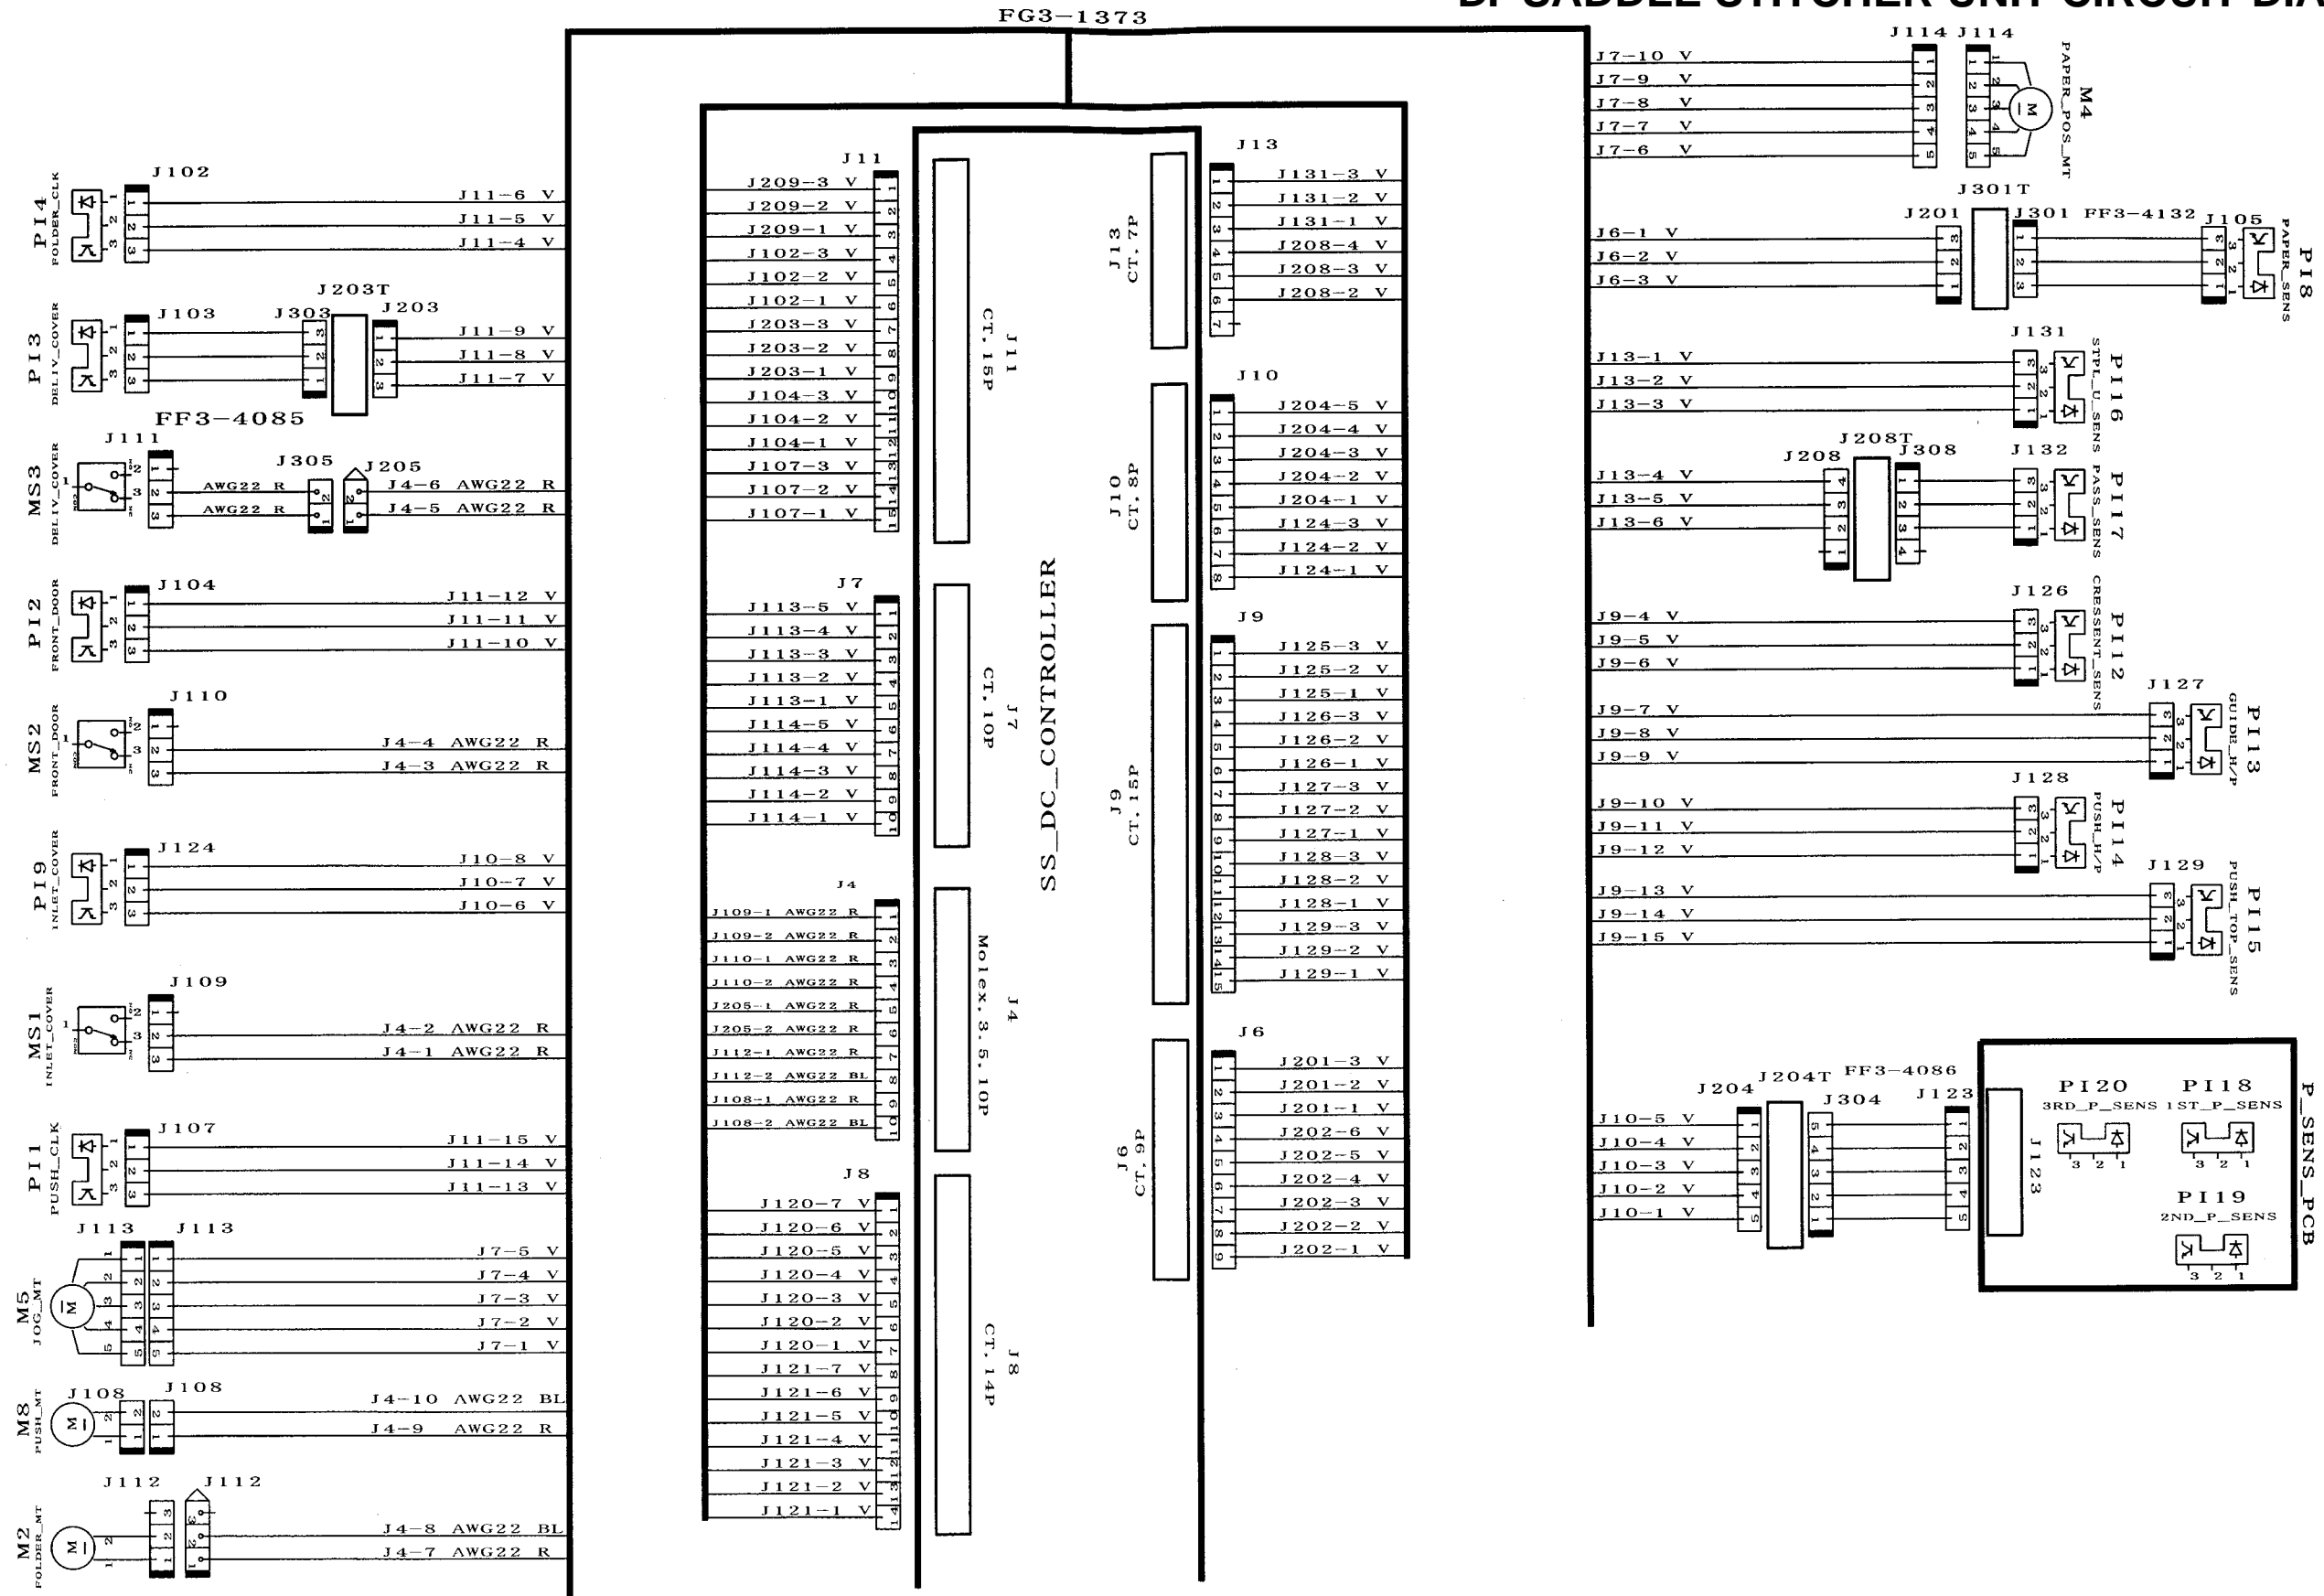 FG3-1373
J102
PI4
FOLDER_CLK
J11-6 V
J11-5 V
J11-4 V
J203T
J103
J303
J203
PI3
DELIV_COVER
J11-9 V
J11-8 V
J11-7 V
FF3-4085
J111
J305
J205
MS3
DELIV_COVER
AWG22 R
AWG22 R
J4-6 AWG22 R
J4-5 AWG22 R
J104
PI2
FRONT_DOOR
J11-12 V
J11-11 V
J11-10 V
J110
MS2
FRONT_DOOR
J4-4 AWG22 R
J4-3 AWG22 R
J124
PI9
INLET_COVER
J10-8 V
J10-7 V
J10-6 V
J109
MS1
INLET_COVER
J4-2 AWG22 R
J4-1 AWG22 R
J107
PI1
PUSH_CLK
J11-15 V
J11-14 V
J11-13 V
J113 J113
M5
JOG_MT
J7-5 V
J7-4 V
J7-3 V
J7-2 V
J7-1 V
J108 J108
M8
PUSH_MT
J4-10 AWG22 BL
J4-9 AWG22 R
J112 J112
M2
FOLDER_MT
J4-8 AWG22 BL
J4-7 AWG22 R
J11
J209-3 V
J209-2 V
J209-1 V
J102-3 V
J102-2 V
J102-1 V
J203-3 V
J203-2 V
J203-1 V
J104-3 V
J104-2 V
J104-1 V
J107-3 V
J107-2 V
J107-1 V
J11
CT, 15P
J7
J113-5 V
J113-4 V
J113-3 V
J113-2 V
J113-1 V
J114-5 V
J114-4 V
J114-3 V
J114-2 V
J114-1 V
J7
CT, 10P
J4
J109-1 AWG22 R
J109-2 AWG22 R
J110-1 AWG22 R
J110-2 AWG22 R
J205-1 AWG22 R
J205-2 AWG22 R
J112-1 AWG22 R
J112-2 AWG22 BL
J108-1 AWG22 R
J108-2 AWG22 BL
J4
Molex, 3. 5, 10P
J8
J120-7 V
J120-6 V
J120-5 V
J120-4 V
J120-3 V
J120-2 V
J120-1 V
J121-7 V
J121-6 V
J121-5 V
J121-4 V
J121-3 V
J121-2 V
J121-1 V
J8
CT, 14P
SS_DC_CONTROLLER
J13
J131-3 V
J131-2 V
J131-1 V
J208-4 V
J208-3 V
J208-2 V
J13
CT, 7P
J10
J204-5 V
J204-4 V
J204-3 V
J204-2 V
J204-1 V
J124-3 V
J124-2 V
J124-1 V
J10
CT, 8P
J9
J125-3 V
J125-2 V
J125-1 V
J126-3 V
J126-2 V
J126-1 V
J127-3 V
J127-2 V
J127-1 V
J128-3 V
J128-2 V
J128-1 V
J129-3 V
J129-2 V
J129-1 V
J9
CT, 15P
J6
J201-3 V
J201-2 V
J201-1 V
J202-6 V
J202-5 V
J202-4 V
J202-3 V
J202-2 V
J202-1 V
J6
CT, 9P
J114 J114
J7-10 V
J7-9 V
J7-8 V
J7-7 V
J7-6 V
M4
PAPER_POS_MT
J301T
J201
J301 FF3-4132 J105
J6-1 V
J6-2 V
J6-3 V
PI8
PAPER_SENS
J131
J13-1 V
J13-2 V
J13-3 V
PI16
STPL_U_SENS
J208T
J208
J308
J132
J13-4 V
J13-5 V
J13-6 V
PI17
PASS_SENS
J126
J9-4 V
J9-5 V
J9-6 V
PI12
CRESSENT_SENS
J127
J9-7 V
J9-8 V
J9-9 V
PI13
GUIDE_H/P
J128
J9-10 V
J9-11 V
J9-12 V
PI14
PUSH_H/P
J129
J9-13 V
J9-14 V
J9-15 V
PI15
PUSH_TOP_SENS
J204 J204T FF3-4086
J304
J123
J10-5 V
J10-4 V
J10-3 V
J10-2 V
J10-1 V
J123
PI20 PI18
3RD_P_SENS 1ST_P_SENS
3 2 1 3 2 1
PI19
2ND_P_SENS
3 2 1
P_SENS_PCB